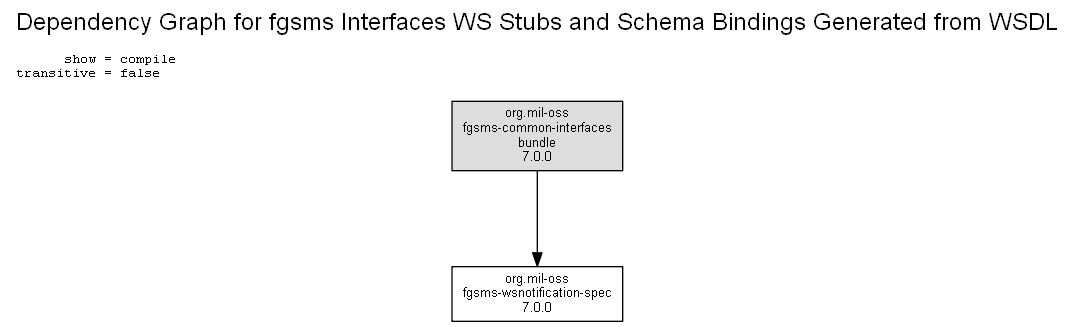 Dependency Graph for fgsms Interfaces WS Stubs and Schema Bindings Generated from WSDL
show = compile
transitive = false
org.mil-oss
fgsms-common-interfaces
bundle
7.0.0
org.mil-oss
fgsms-wsnotification-spec
7.0.0